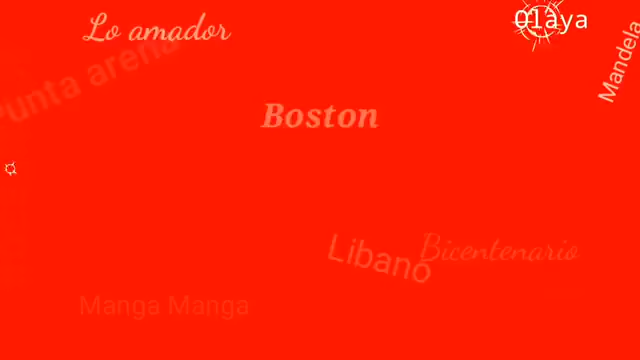 Lo amador
Olaya
Punta arena
Mandela
Boston
Libano
Bicentenario
Manga Manga